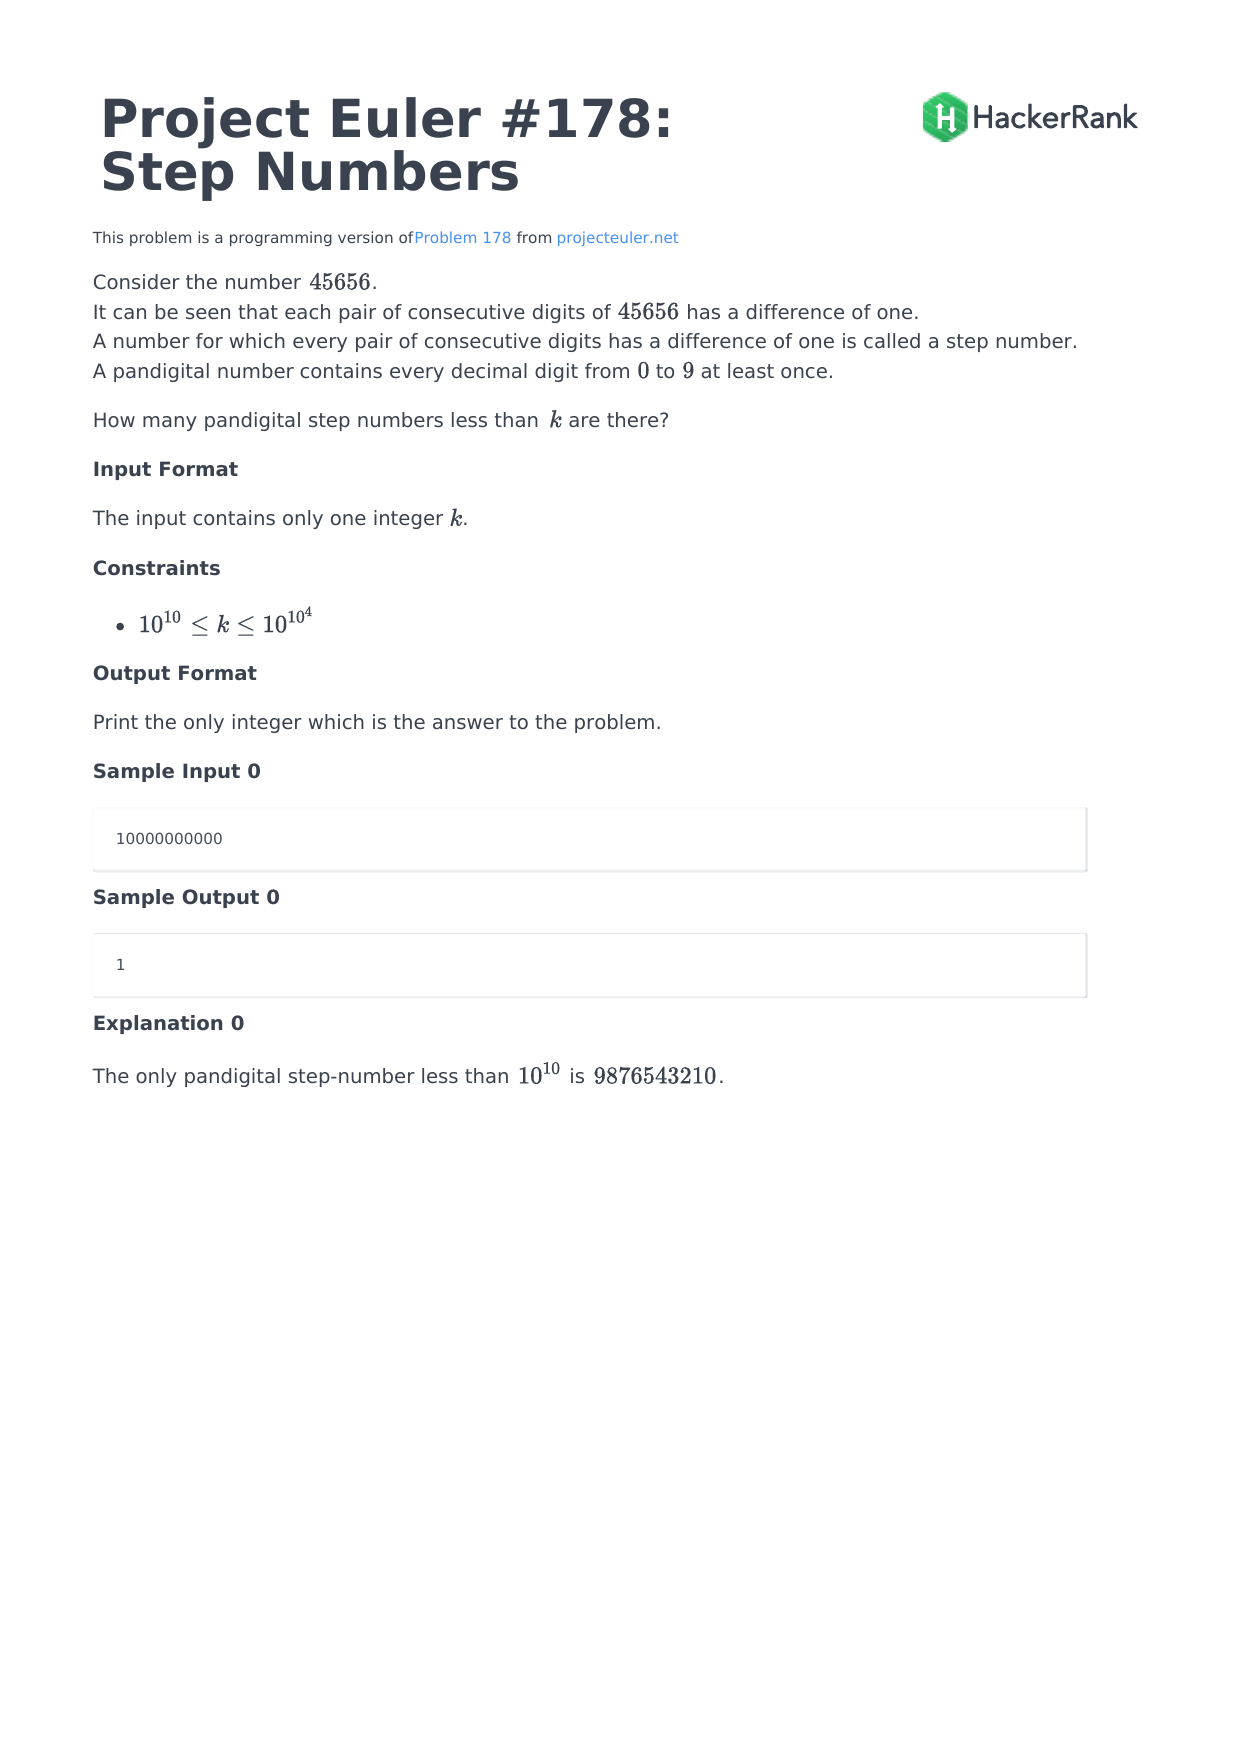 Project Euler #178:
Step Numbers
HackerRank
This problem is a programming version ofProblem 178 from projecteuler.net
Consider the number 45656.
It can be seen that each pair of consecutive digits of 45656 has a difference of one.
A number for which every pair of consecutive digits has a difference of one is called a step number.
A pandigital number contains every decimal digit from 0 to 9 at least once.
How many pandigital step numbers less than k are there?
Input Format
The input contains only one integer k.
Constraints
• 10^10 ≤ k ≤ 10^10^4
Output Format
Print the only integer which is the answer to the problem.
Sample Input 0
10000000000
Sample Output 0
1
Explanation 0
The only pandigital step-number less than 10^10 is 9876543210.